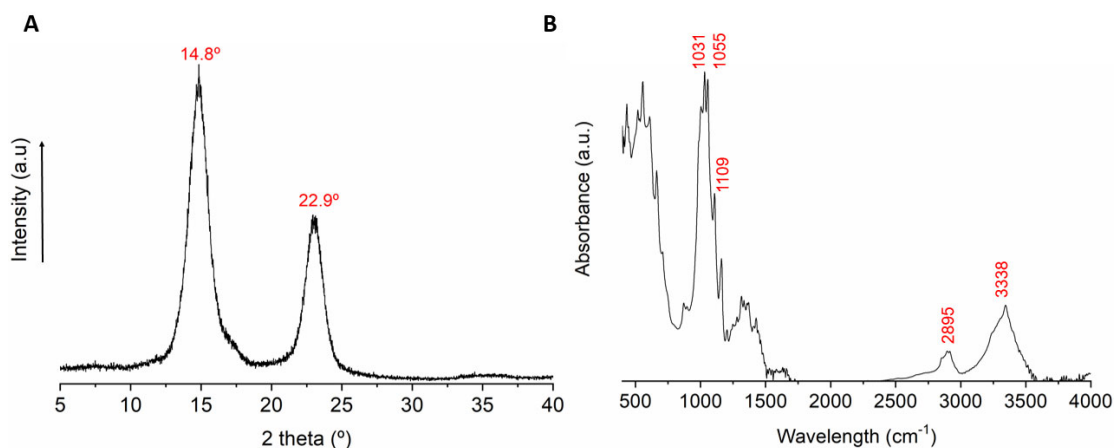 A
14.8º
22.9º
Intensity (a.u)
5 10 15 20 25 30 35 40
2 theta (º)
B
1031
1055
1109
2895
3338
Absorbance (a.u.)
500 1000 1500 2000 2500 3000 3500 4000
Wavelength (cm⁻¹)